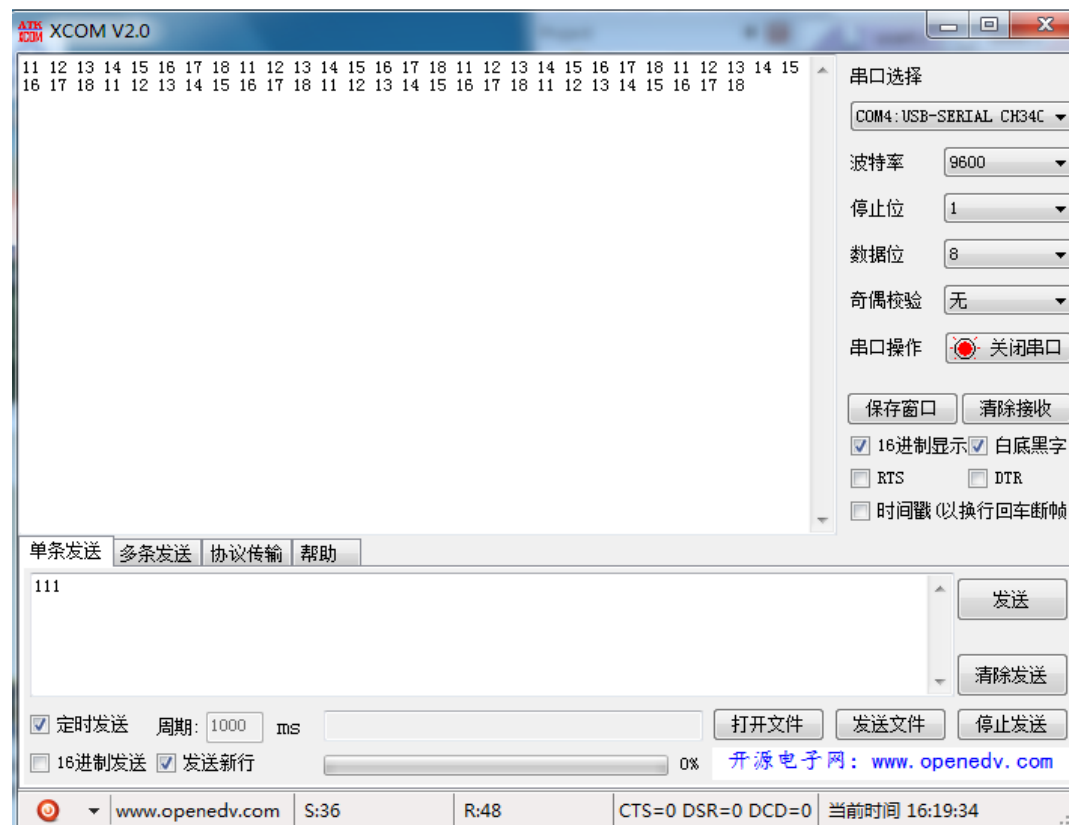 ATK XCOM XCOM V2.0
11 12 13 14 15 16 17 18 11 12 13 14 15 16 17 18 11 12 13 14 15 16 17 18 11 12 13 14 15
16 17 18 11 12 13 14 15 16 17 18 11 12 13 14 15 16 17 18 11 12 13 14 15 16 17 18
串口选择
COM4:USB-SERIAL CH34C
波特率 9600
停止位 1
数据位 8
奇偶校验 无
串口操作 关闭串口
保存窗口 清除接收
16进制显示 白底黑字
RTS DTR
时间戳(以换行回车断帧
单条发送 多条发送 协议传输 帮助
111
发送
清除发送
定时发送 周期: 1000 ms 打开文件 发送文件 停止发送
16进制发送 发送新行 0% 开源电子网: www.openedv.com
www.openedv.com S:36 R:48 CTS=0 DSR=0 DCD=0 当前时间 16:19:34